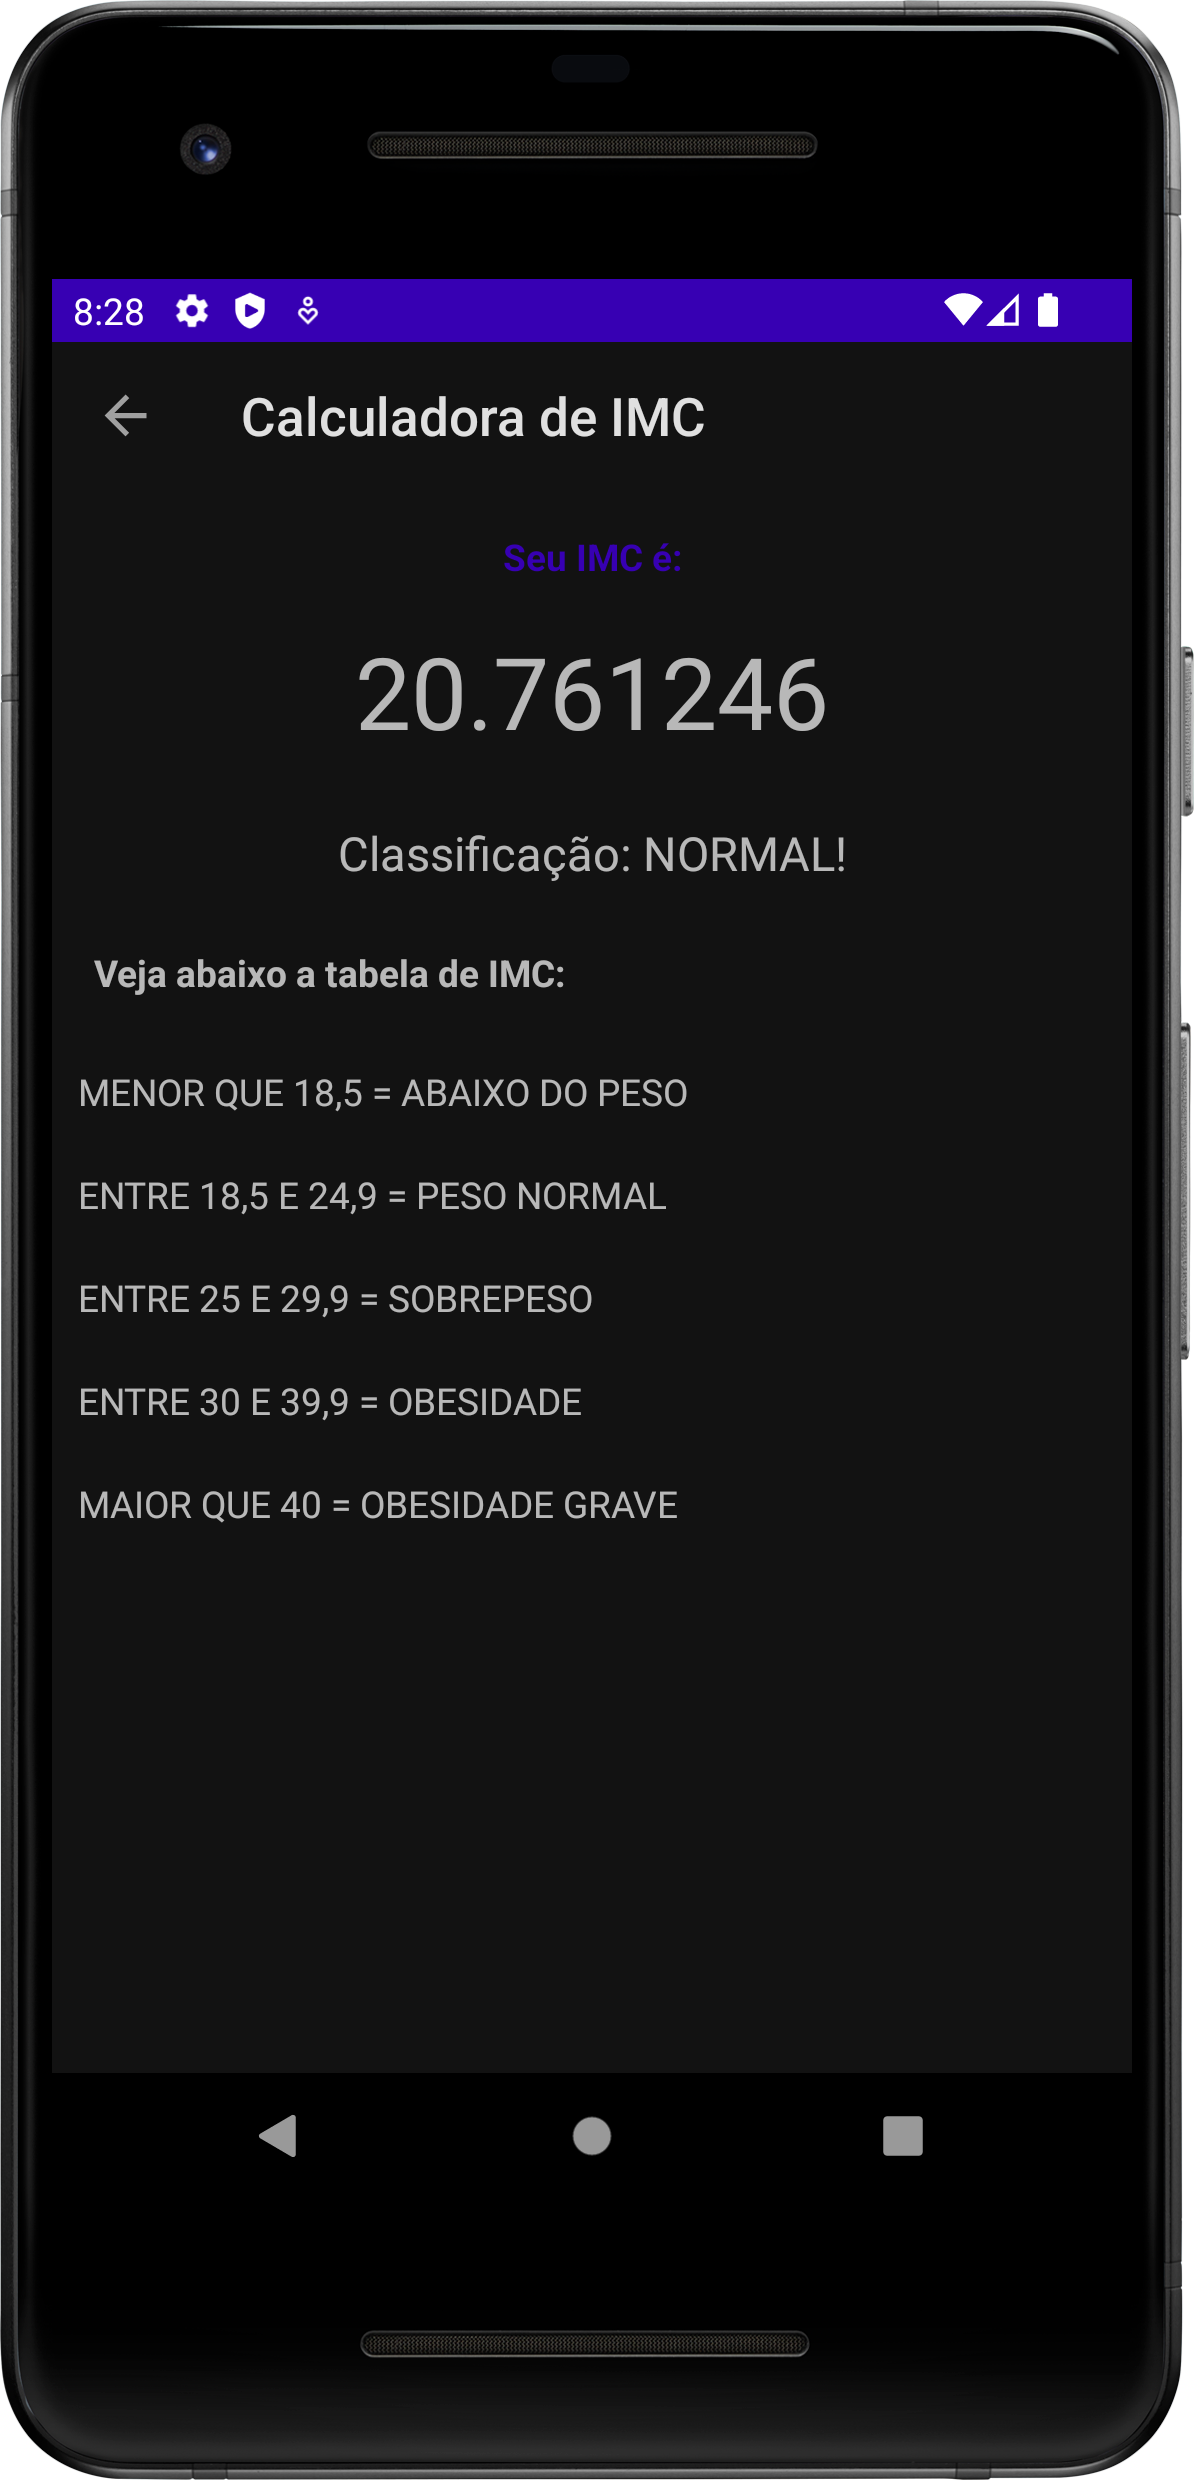 8:28
Calculadora de IMC
Seu IMC é:
20.761246
Classificação: NORMAL!
Veja abaixo a tabela de IMC:
MENOR QUE 18,5 = ABAIXO DO PESO
ENTRE 18,5 E 24,9 = PESO NORMAL
ENTRE 25 E 29,9 = SOBREPESO
ENTRE 30 E 39,9 = OBESIDADE
MAIOR QUE 40 = OBESIDADE GRAVE